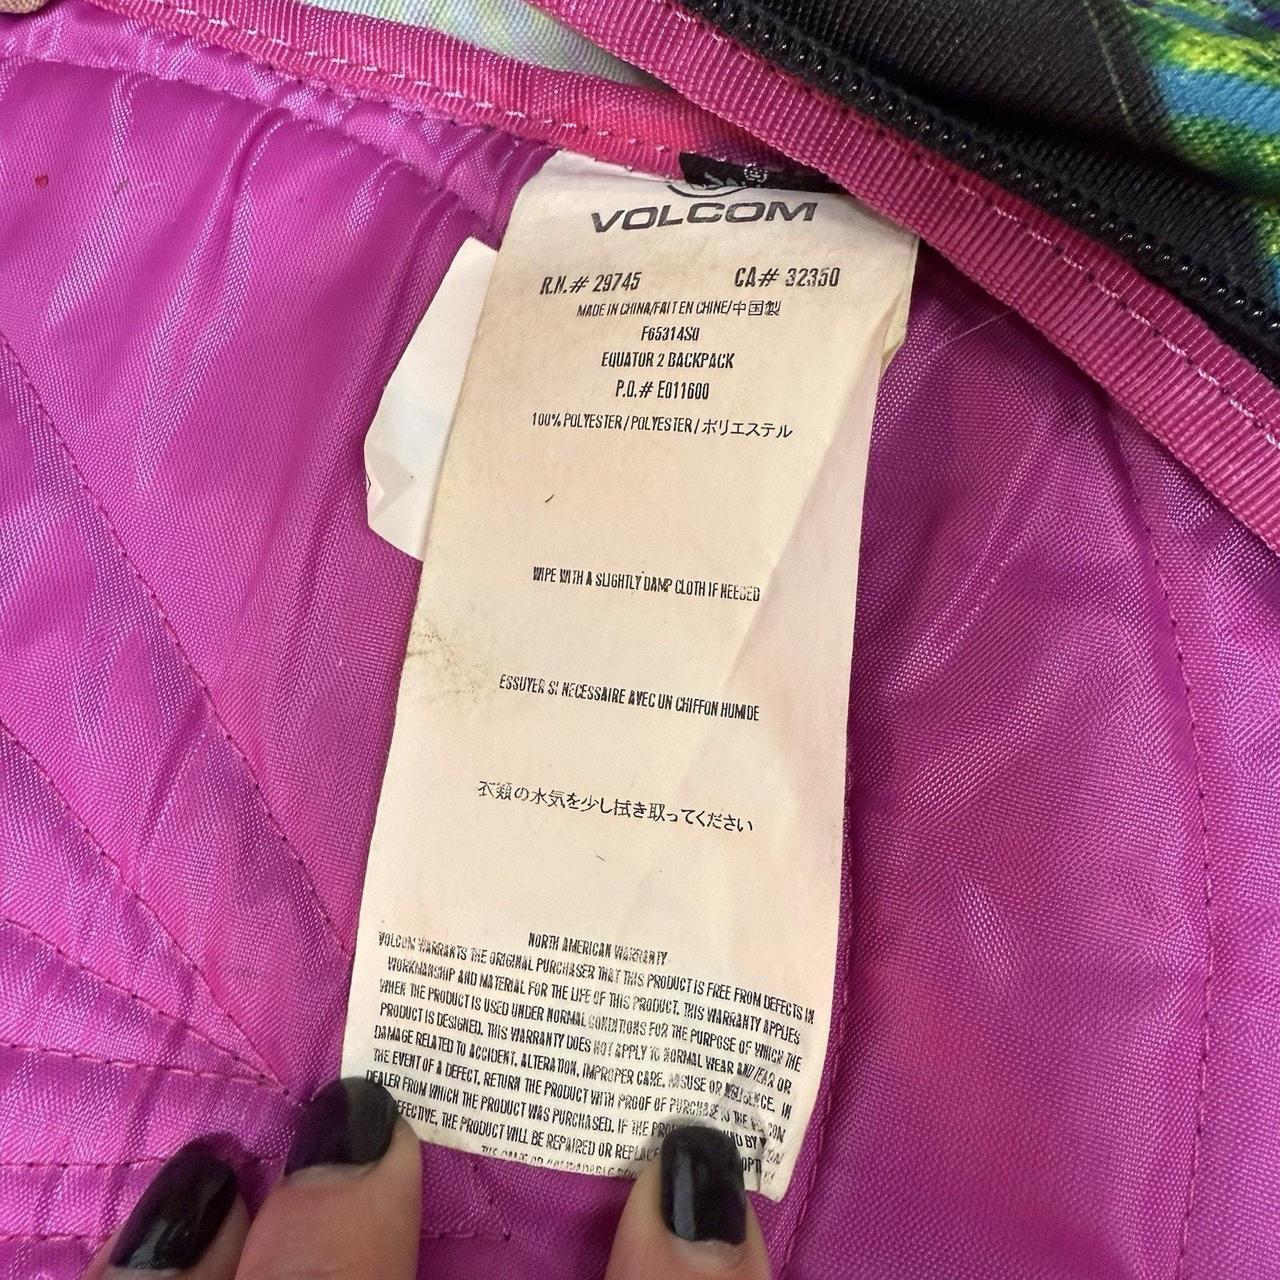 VOLCOM
R.N.# 29745 CA# 32350
MADE IN CHINA/FAIT EN CHINE/中国製
F65314S0
EQUATOR 2 BACKPACK
P.O.# E011600
100% POLYESTER/POLYESTER/ポリエステル
WIPE WITH A SLIGHTLY DAMP CLOTH IF NEEDED
ESSUYER SI NECESSAIRE AVEC UN CHIFFON HUMIDE
衣類の水気を少し拭き取ってください
NORTH AMERICAN WARRANTY
VOLCOM WARRANTS THE ORIGINAL PURCHASER THAT THIS PRODUCT IS FREE FROM DEFECTS IN
WORKMANSHIP AND MATERIAL FOR THE LIFE OF THIS PRODUCT. THIS WARRANTY APPLIES
WHEN THE PRODUCT IS USED UNDER NORMAL CONDITIONS FOR THE PURPOSE OF WHICH THE
PRODUCT IS DESIGNED. THIS WARRANTY DOES NOT APPLY TO NORMAL WEAR AND TEAR OR
DAMAGE RELATED TO ACCIDENT, ALTERATION, IMPROPER CARE, MISUSE OR NEGLIGENCE. IN
THE EVENT OF A DEFECT, RETURN THE PRODUCT WITH PROOF OF PURCHASE TO THE VOLCOM
DEALER FROM WHICH THE PRODUCT WAS PURCHASED. IF THE BY
THE PRODUCT WILL BE REPAIRED OR